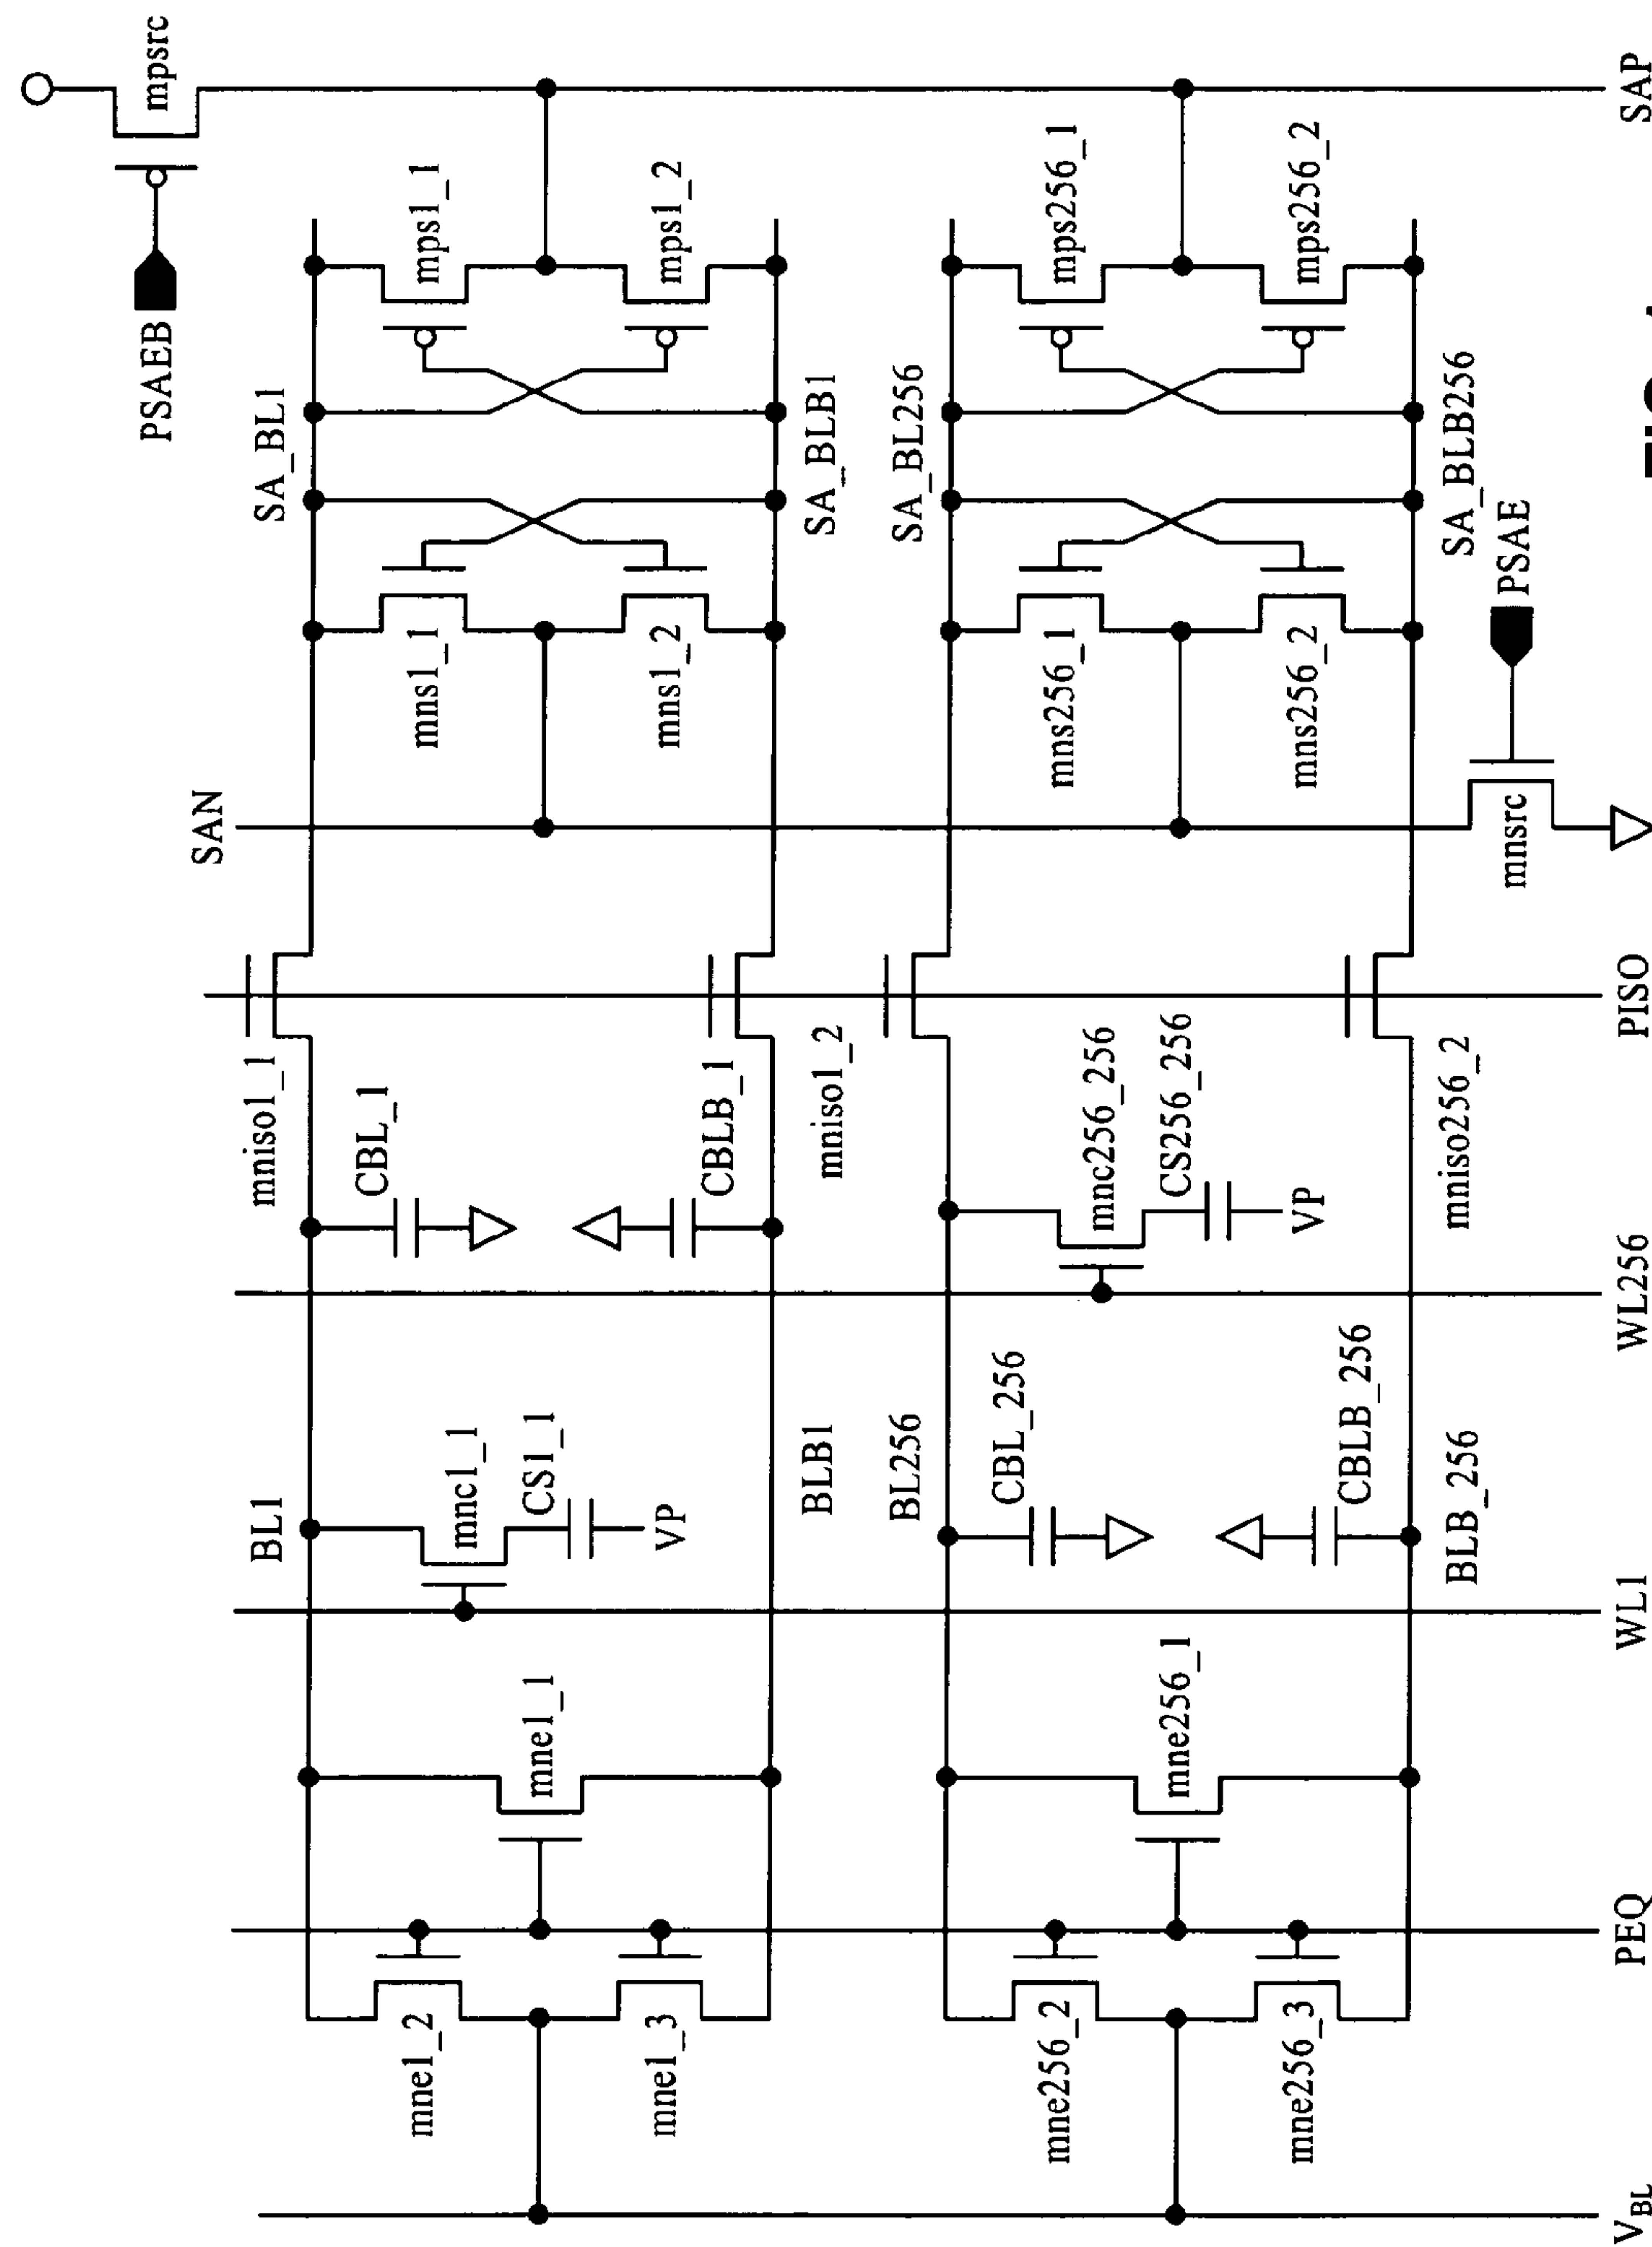 mpsrc
PSAEB
SAP
SA_BL1
mps1_1
mps1_2
SA_BLB1
mns1_1
mns1_2
SAN
SA_BL256
mps256_1
mps256_2
SA_BLB256
mns256_1
mns256_2
PSAE
mnsrc
mniso1_1
mniso1_2
mniso256_2
PISO
CBL_1
CBLB_1
mnc256_256
CS256_256
VP
WL256
BL1
mnc1_1
CS1_1
VP
BLB1
BL256
CBL_256
CBLB_256
BLB_256
WL1
mne1_1
mne256_1
PEQ
mne1_2
mne1_3
mne256_2
mne256_3
VBL